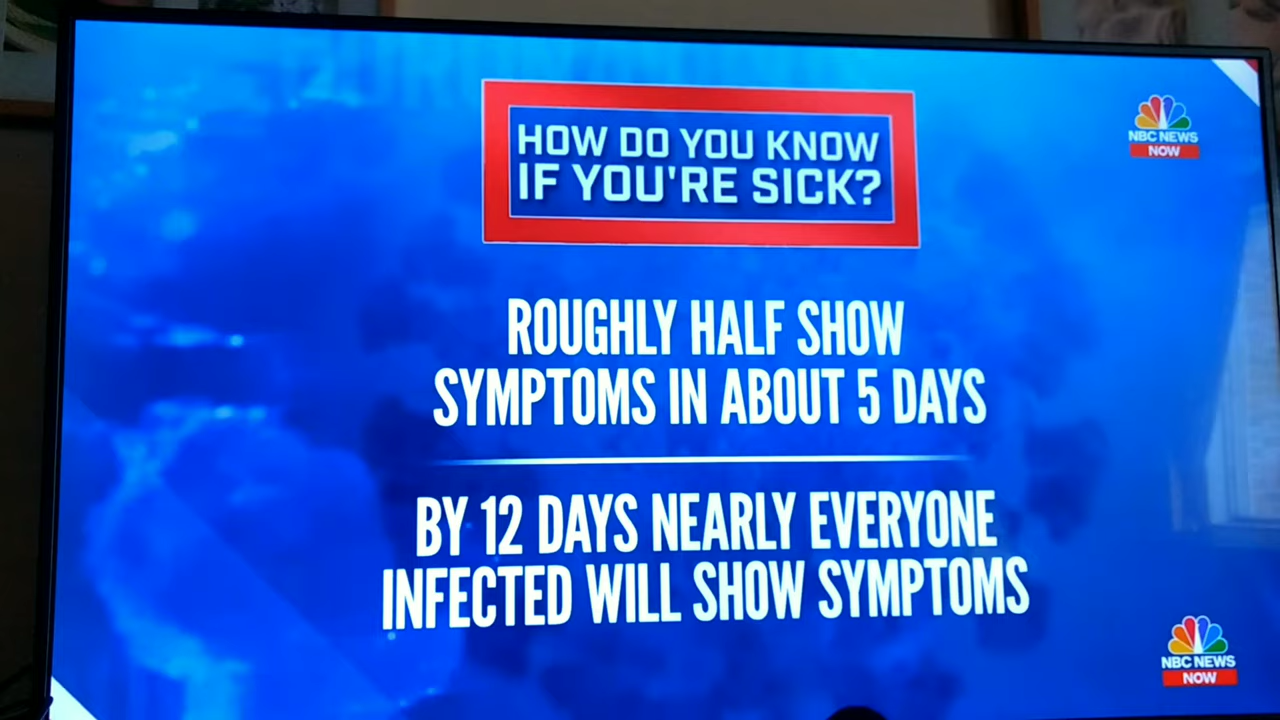 HOW DO YOU KNOW
IF YOU'RE SICK?
NBC NEWS
NOW
ROUGHLY HALF SHOW
SYMPTOMS IN ABOUT 5 DAYS
BY 12 DAYS NEARLY EVERYONE
INFECTED WILL SHOW SYMPTOMS
NBC NEWS
NOW